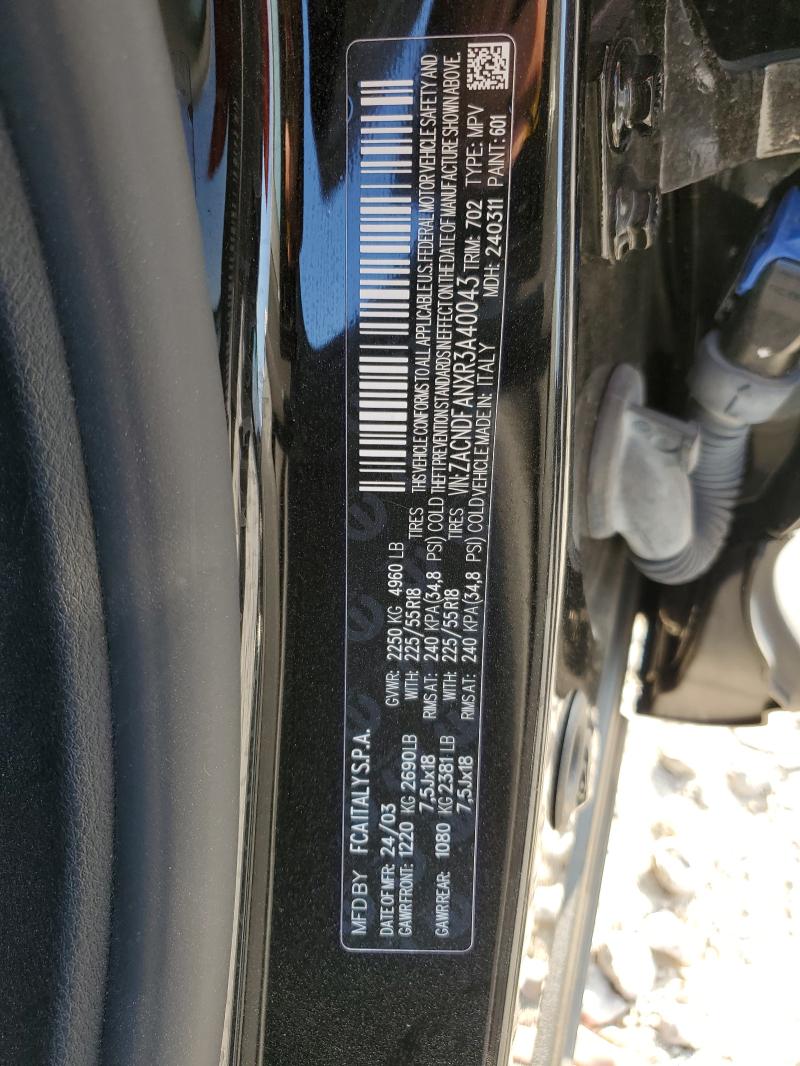 MFD BY FCA ITALY S.P.A.
DATE OF MFR: 24/03 GVWR: 2250 KG 4960 LB
GAWR FRONT: 1220 KG 2690 LB WITH: 225/55 R18 TIRES
7,5Jx18 RIMS AT: 240 KPA (34,8 PSI) COLD
GAWR REAR: 1080 KG 2381 LB WITH: 225/55 R18 TIRES
7,5Jx18 RIMS AT: 240 KPA (34,8 PSI) COLD
THIS VEHICLE CONFORMS TO ALL APPLICABLE U.S. FEDERAL MOTOR VEHICLE SAFETY AND
THEFT PREVENTION STANDARDS IN EFFECT ON THE DATE OF MANUFACTURE SHOWN ABOVE.
VIN: ZACNDFANXR3A40043 TRIM: 702 TYPE: MPV
VEHICLE MADE IN: ITALY MDH: 240311 PAINT: 601